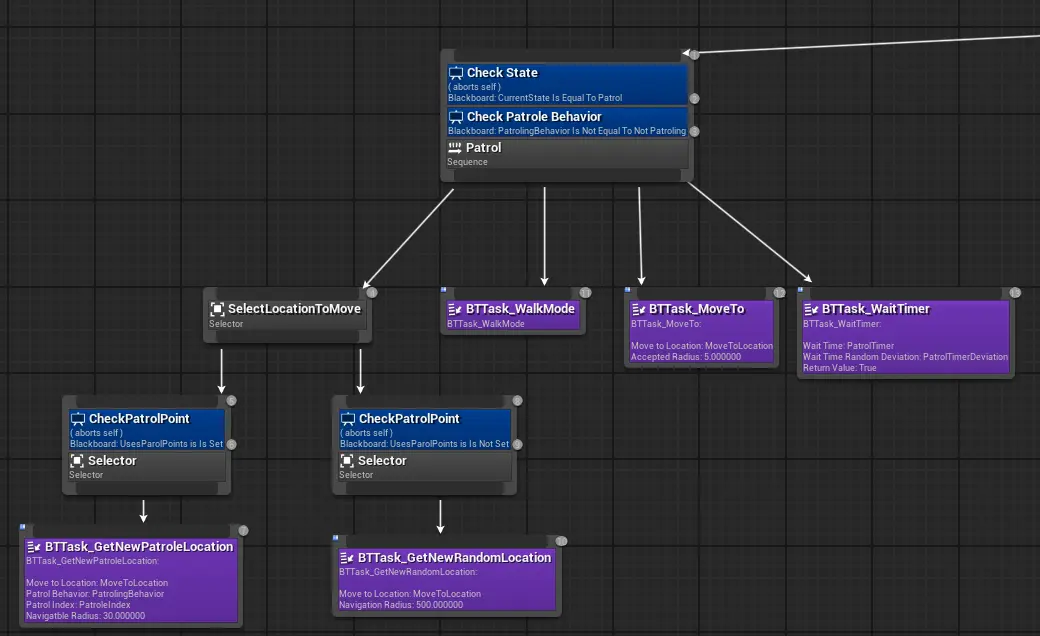 Check State
( aborts self )
Blackboard: CurrentState Is Equal To Patrol
Check Patrole Behavior
Blackboard: PatrolingBehavior Is Not Equal To Not Patroling
Patrol
Sequence
SelectLocationToMove
Selector
BTTask_WalkMode
BTTask_WalkMode
BTTask_MoveTo
BTTask_MoveTo:
Move to Location: MoveToLocation
Accepted Radius: 5.000000
BTTask_WaitTimer
BTTask_WaitTimer:
Wait Time: PatrolTimer
Wait Time Random Deviation: PatrolTimerDeviation
Return Value: True
CheckPatrolPoint
( aborts self )
Blackboard: UsesParolPoints is Is Set
Selector
Selector
CheckPatrolPoint
( aborts self )
Blackboard: UsesParolPoints is Is Not Set
Selector
Selector
BTTask_GetNewPatroleLocation
BTTask_GetNewPatroleLocation:
Move to Location: MoveToLocation
Patrol Behavior: PatrolingBehavior
Patrol Index: PatroleIndex
Navigatble Radius: 30.000000
BTTask_GetNewRandomLocation
BTTask_GetNewRandomLocation:
Move to Location: MoveToLocation
Navigation Radius: 500.000000